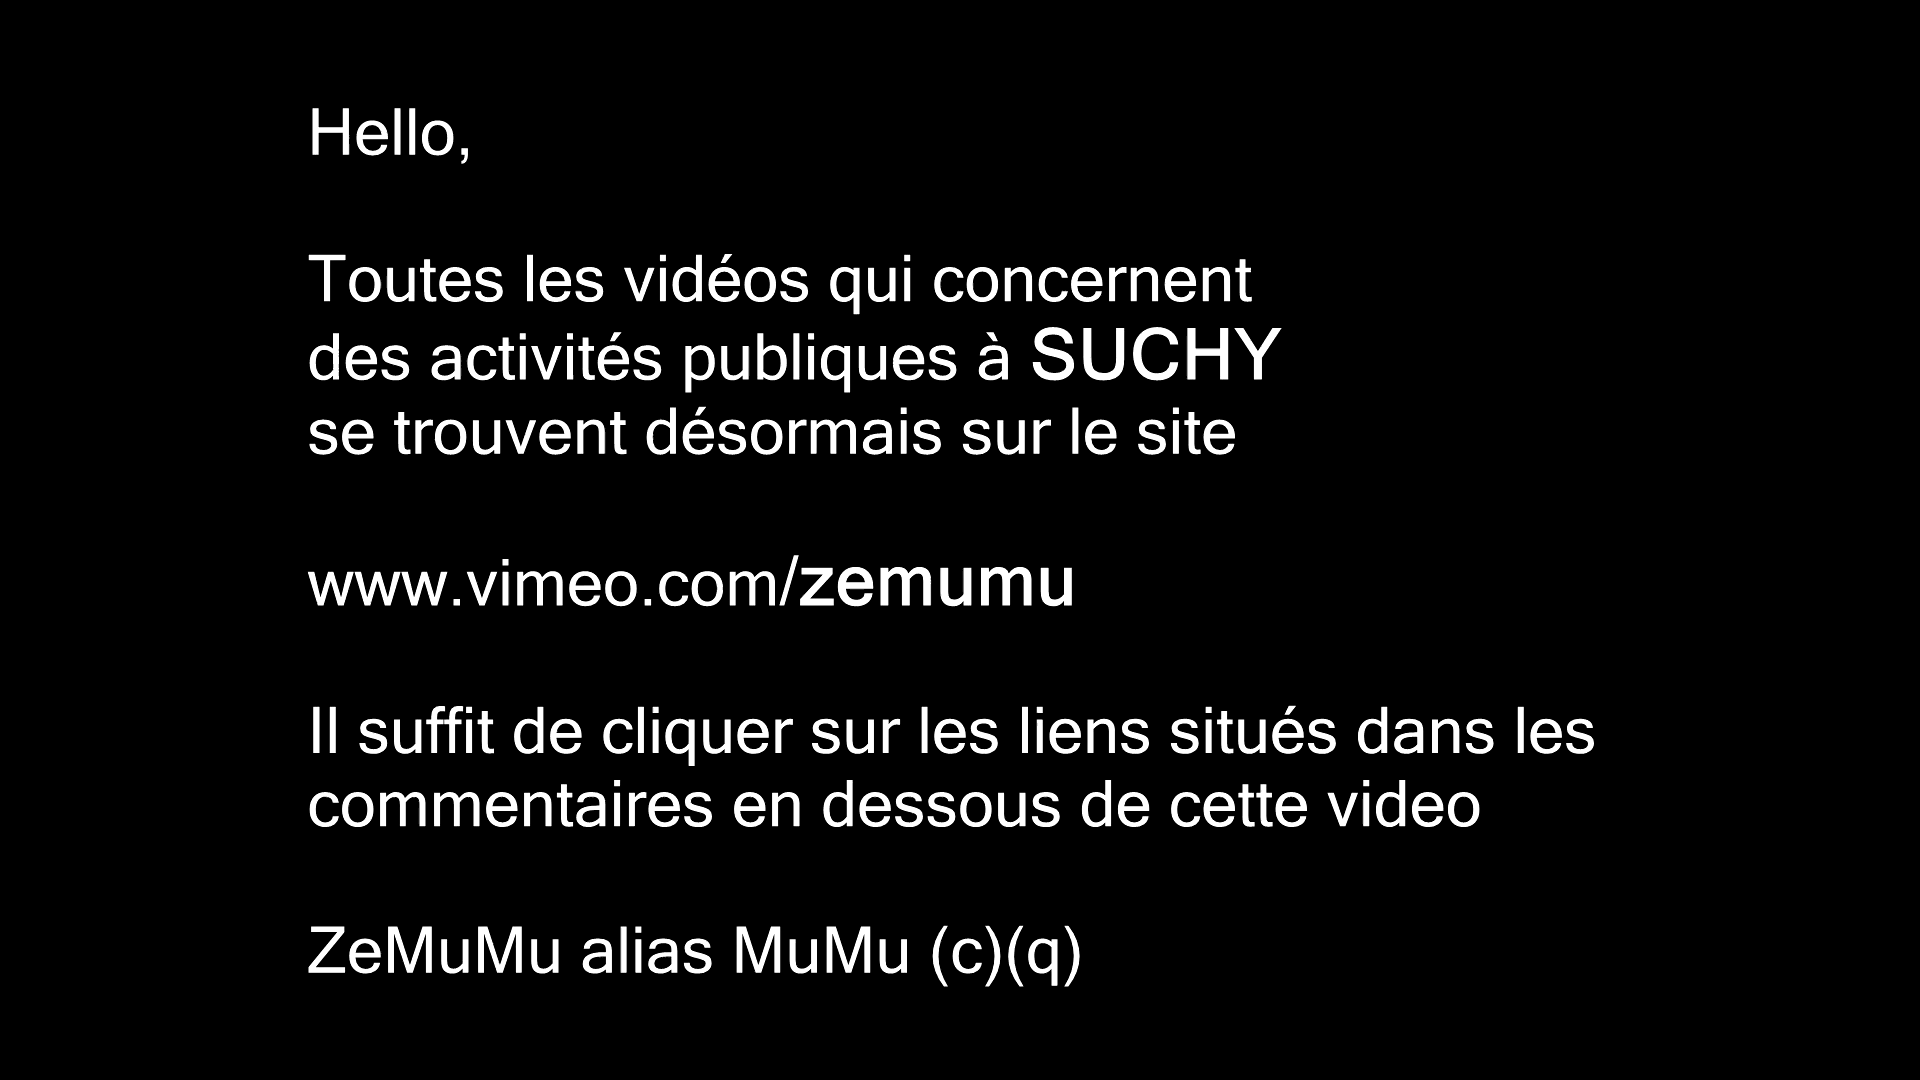 Hello,
Toutes les vidéos qui concernent
des activités publiques à SUCHY
se trouvent désormais sur le site
www.vimeo.com/zemumu
Il suffit de cliquer sur les liens situés dans les
commentaires en dessous de cette video
ZeMuMu alias MuMu (c)(q)